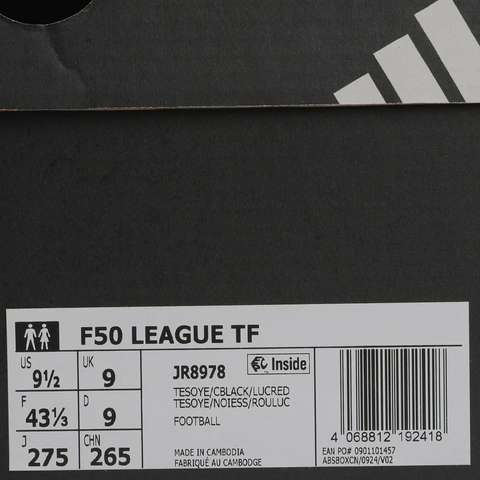 F50 LEAGUE TF
US 9½ UK 9
F 43⅓ D 9
J 275 CHN 265
JR8978 Inside
TESOYE/CBLACK/LUCRED
TESOYE/NOIESS/ROULUC
FOOTBALL
MADE IN CAMBODIA
FABRIQUÉ AU CAMBODGE
4 068812 192418
EAN PO# 0901101457
ABSBOXCN/0924/V02